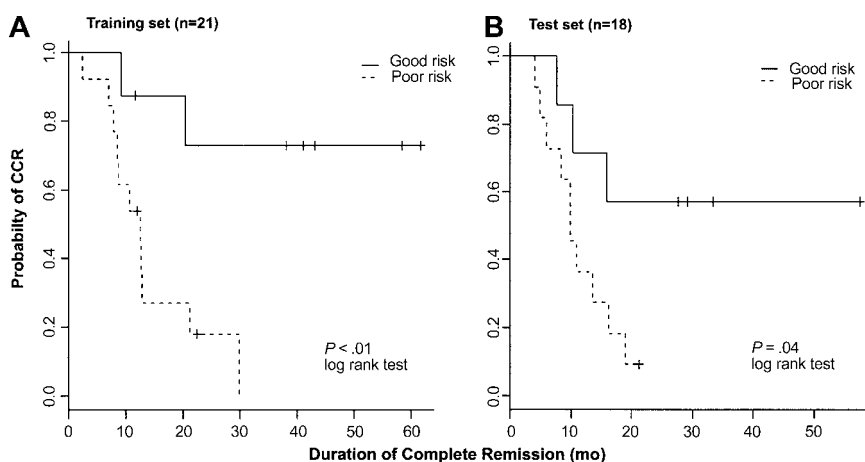 A Training set (n=21)
Probabilty of CCR
1.0
0.8
0.6
0.4
0.2
0.0
Good risk
Poor risk
P < .01
log rank test
0 10 20 30 40 50 60
B Test set (n=18)
1.0
0.8
0.6
0.4
0.2
0.0
Good risk
Poor risk
P = .04
log rank test
0 10 20 30 40 50
Duration of Complete Remission (mo)